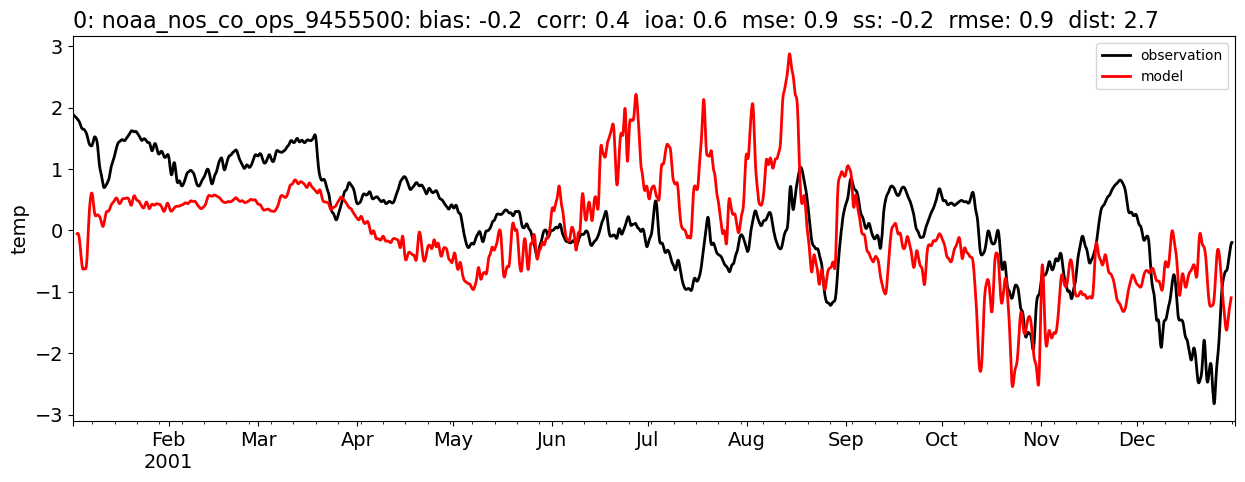 0: noaa_nos_co_ops_9455500: bias: -0.2 corr: 0.4 ioa: 0.6 mse: 0.9 ss: -0.2 rmse: 0.9 dist: 2.7
observation
model
temp
3
2
1
0
−1
−2
−3
Feb Mar Apr May Jun Jul Aug Sep Oct Nov Dec
2001